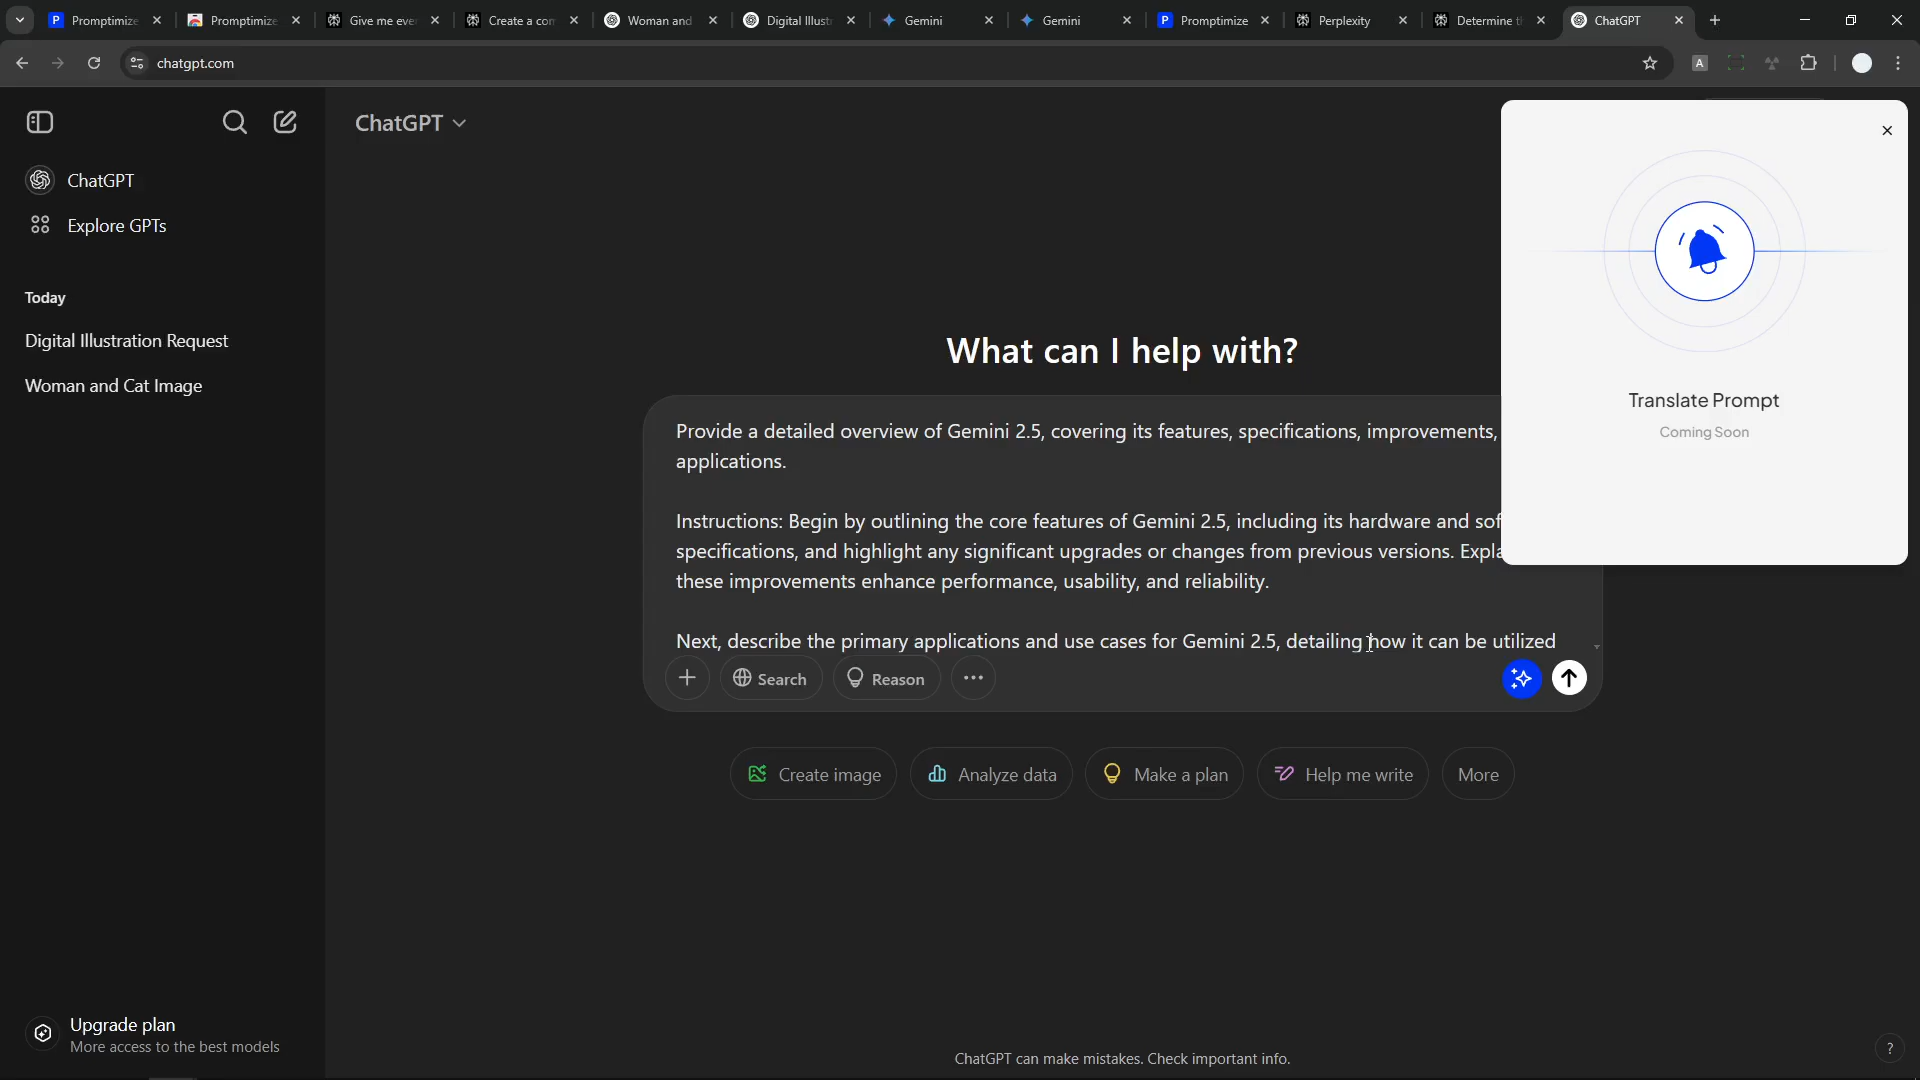 Promptimize
Promptimize
Give me eve
Create a con
Woman and
Digital Illust
Gemini
Gemini
Promptimize
Perplexity
Determine t
ChatGPT
chatgpt.com
A
ChatGPT
ChatGPT
Explore GPTs
Today
Digital Illustration Request
Woman and Cat Image
What can I help with?
Provide a detailed overview of Gemini 2.5, covering its features, specifications, improvements,
applications.
Instructions: Begin by outlining the core features of Gemini 2.5, including its hardware and sof
specifications, and highlight any significant upgrades or changes from previous versions. Expla
these improvements enhance performance, usability, and reliability.
Next, describe the primary applications and use cases for Gemini 2.5, detailing how it can be utilized
Search
Reason
Create image
Analyze data
Make a plan
Help me write
More
Translate Prompt
Coming Soon
Upgrade plan
More access to the best models
ChatGPT can make mistakes. Check important info.
?